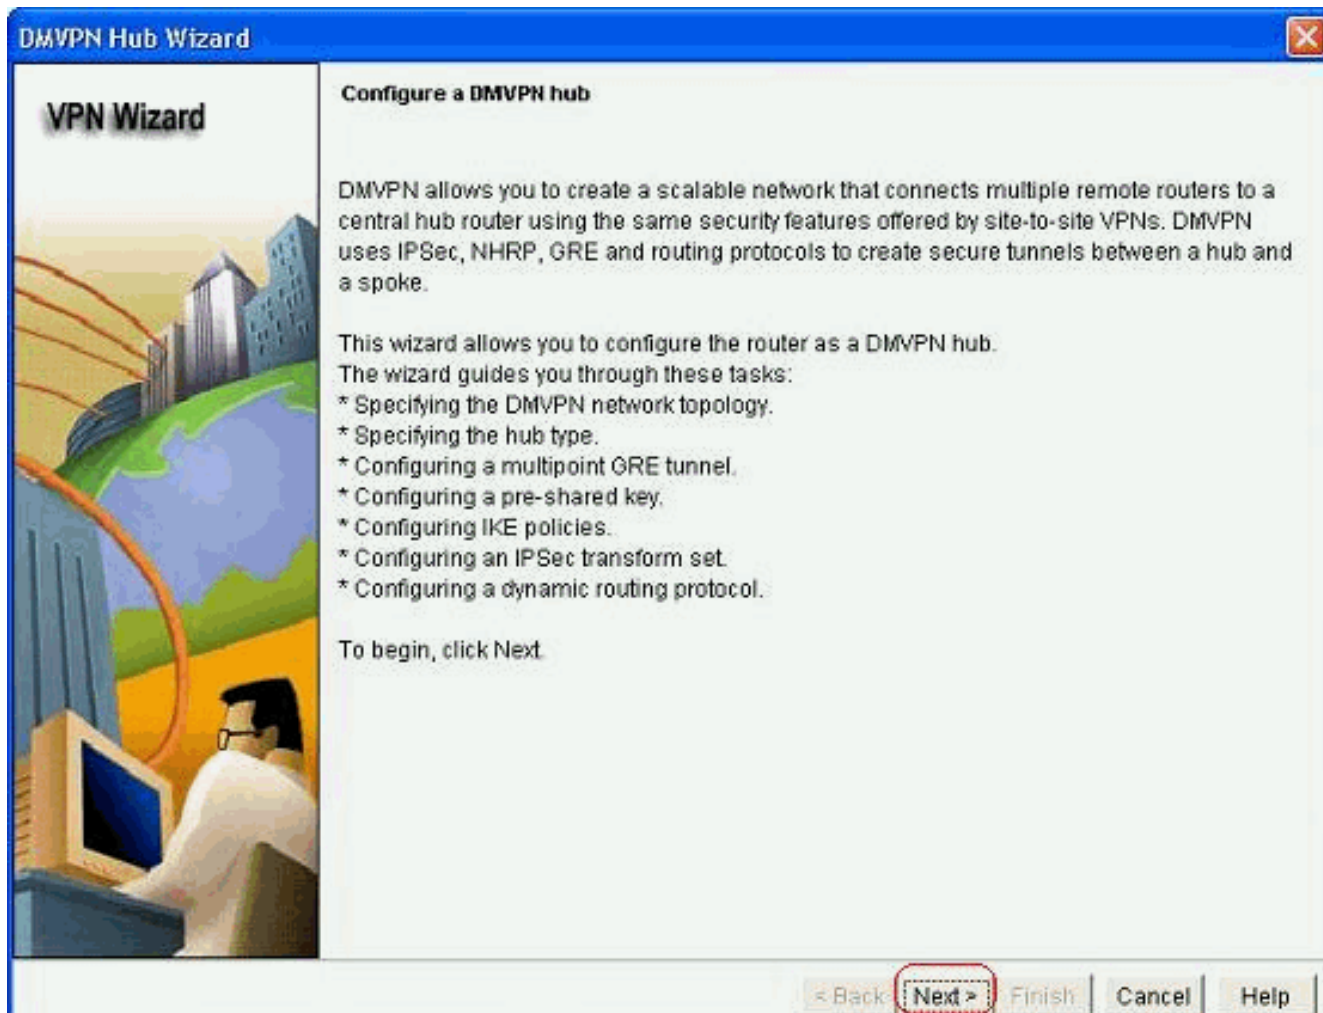 DMVPN Hub Wizard
VPN Wizard
Configure a DMVPN hub
DMVPN allows you to create a scalable network that connects multiple remote routers to a
central hub router using the same security features offered by site-to-site VPNs. DMVPN
uses IPSec, NHRP, GRE and routing protocols to create secure tunnels between a hub and
a spoke.
This wizard allows you to configure the router as a DMVPN hub.
The wizard guides you through these tasks:
* Specifying the DMVPN network topology.
* Specifying the hub type.
* Configuring a multipoint GRE tunnel.
* Configuring a pre-shared key.
* Configuring IKE policies.
* Configuring an IPSec transform set.
* Configuring a dynamic routing protocol.
To begin, click Next.
< Back Next > Finish Cancel Help